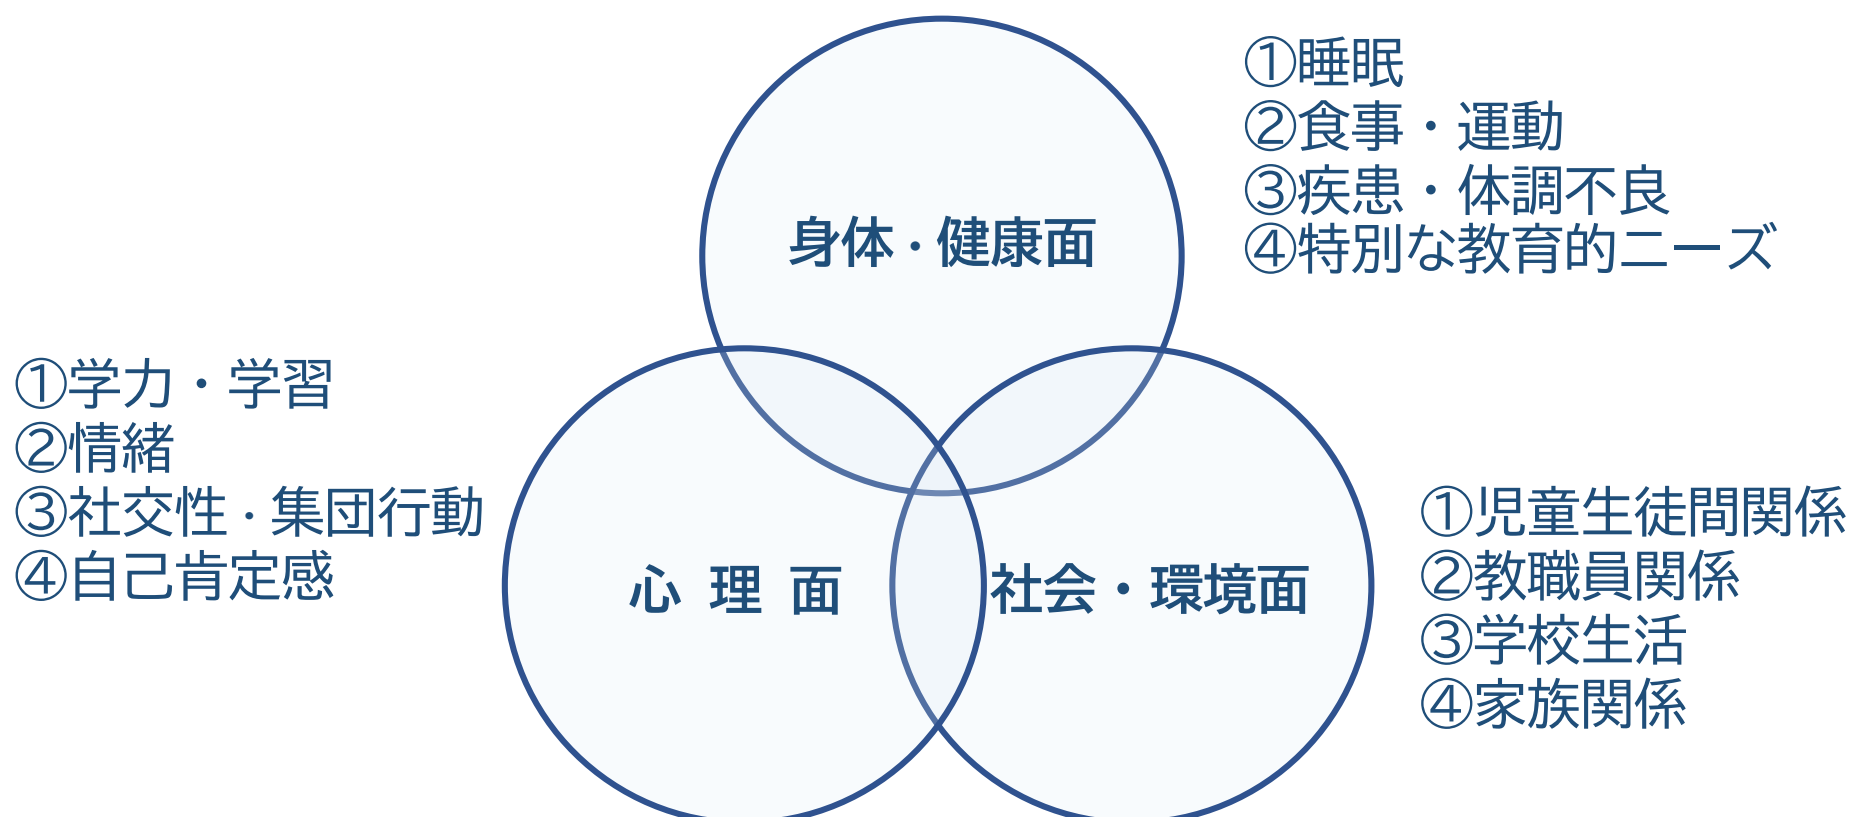 身体・健康面
①睡眠
②食事・運動
③疾患・体調不良
④特別な教育的ニーズ
心理面
①学力・学習
②情緒
③社交性・集団行動
④自己肯定感
社会・環境面
①児童生徒間関係
②教職員関係
③学校生活
④家族関係